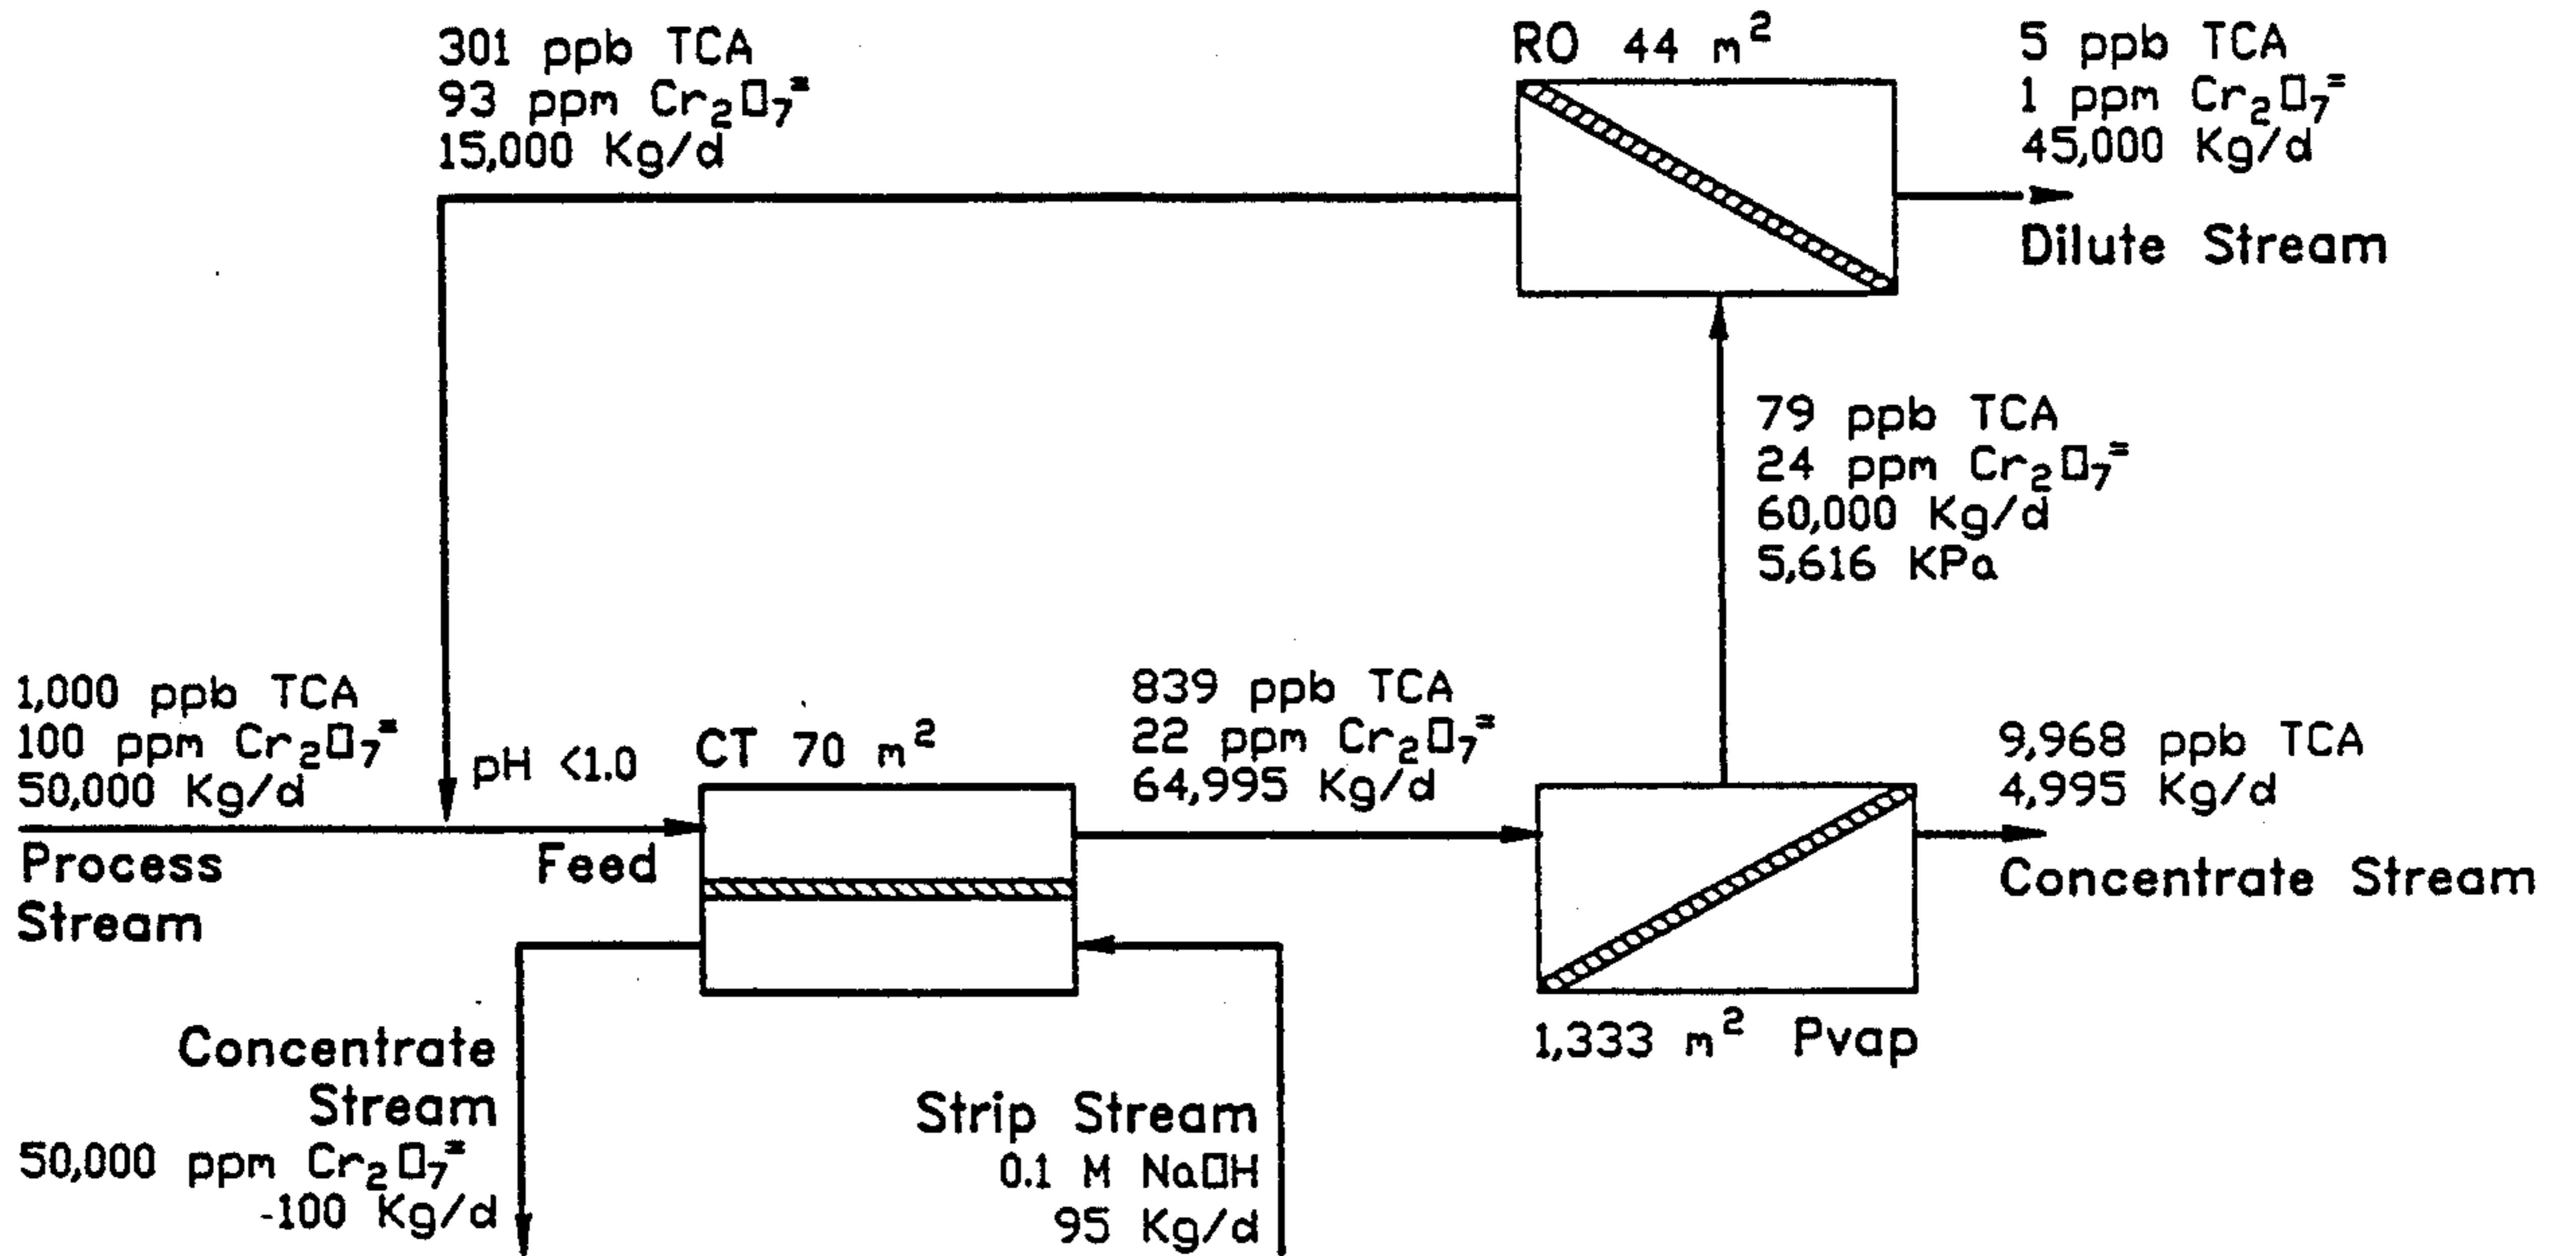 301 ppb TCA
93 ppm Cr₂O₇⁼
15,000 Kg/d
RO 44 m²
5 ppb TCA
1 ppm Cr₂O₇⁼
45,000 Kg/d
Dilute Stream
79 ppb TCA
24 ppm Cr₂O₇⁼
60,000 Kg/d
5,616 KPa
1,000 ppb TCA
100 ppm Cr₂O₇⁼
50,000 Kg/d
pH <1.0
Process
Stream
Feed
CT 70 m²
839 ppb TCA
22 ppm Cr₂O₇⁼
64,995 Kg/d
9,968 ppb TCA
4,995 Kg/d
Concentrate Stream
1,333 m² Pvap
Concentrate
Stream
50,000 ppm Cr₂O₇⁼
-100 Kg/d
Strip Stream
0.1 M NaOH
95 Kg/d